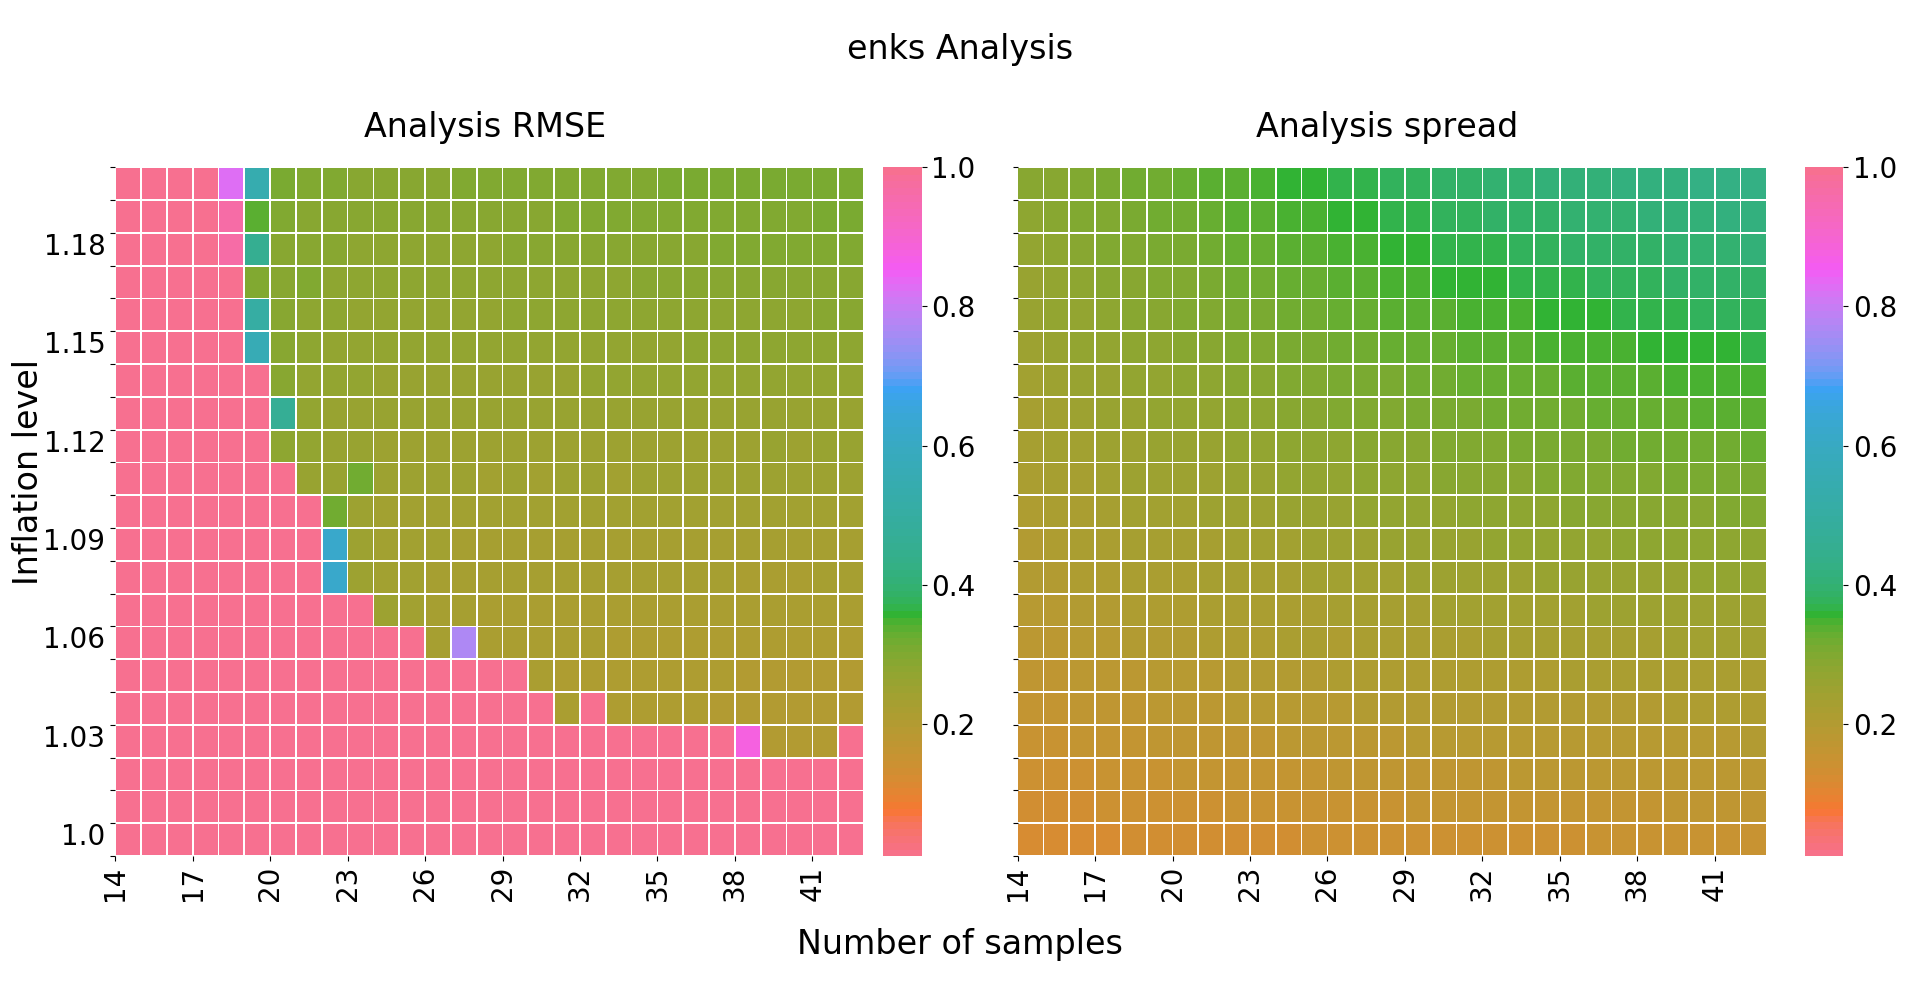 enks Analysis
Analysis RMSE
Analysis spread
Inflation level
1.18
1.15
1.12
1.09
1.06
1.03
1.0
14 17 20 23 26 29 32 35 38 41
1.0
0.8
0.6
0.4
0.2
14 17 20 23 26 29 32 35 38 41
1.0
0.8
0.6
0.4
0.2
Number of samples